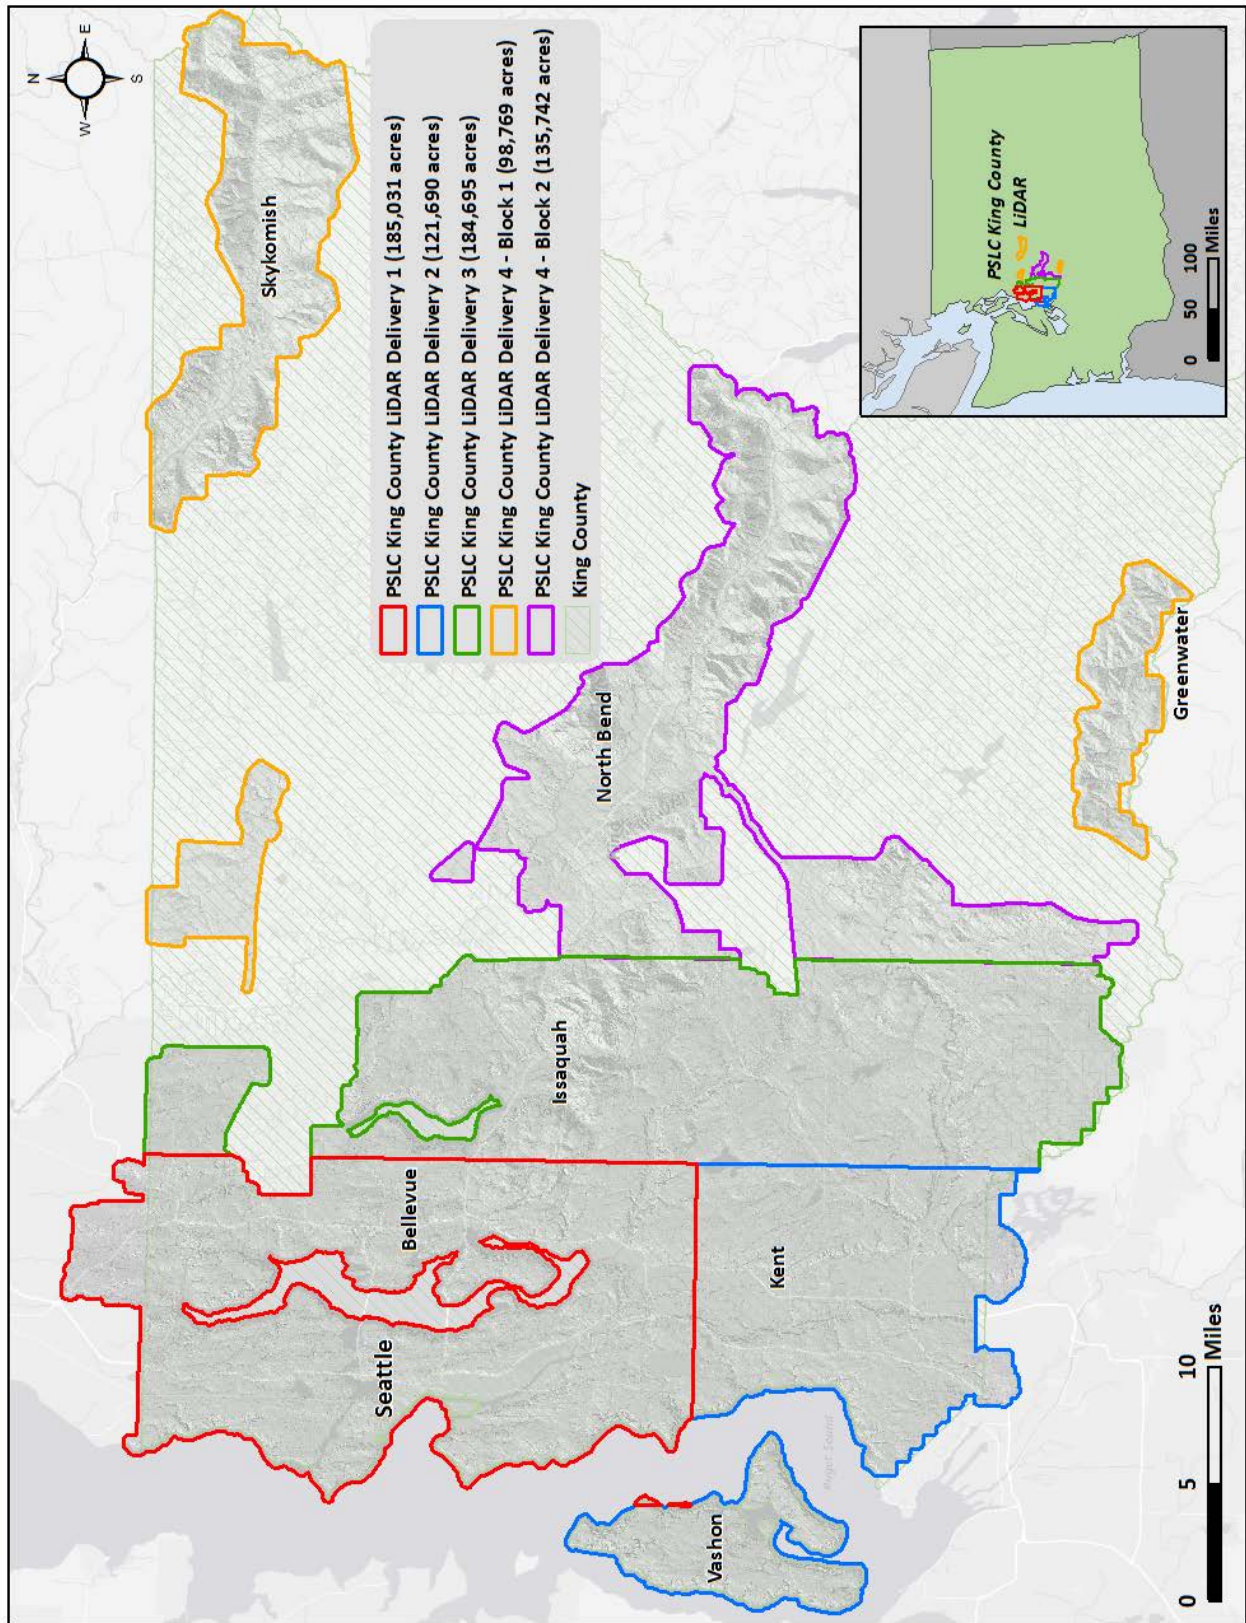 N
W
E
S
PSLC King County LiDAR Delivery 1 (185,031 acres)
PSLC King County LiDAR Delivery 2 (121,690 acres)
PSLC King County LiDAR Delivery 3 (184,695 acres)
PSLC King County LiDAR Delivery 4 - Block 1 (98,769 acres)
PSLC King County LiDAR Delivery 4 - Block 2 (135,742 acres)
King County
Skykomish
Seattle
Bellevue
Issaquah
North Bend
Vashon
Kent
Greenwater
Puget Sound
0 5 10
Miles
PSLC King County
LiDAR
0 50 100
Miles